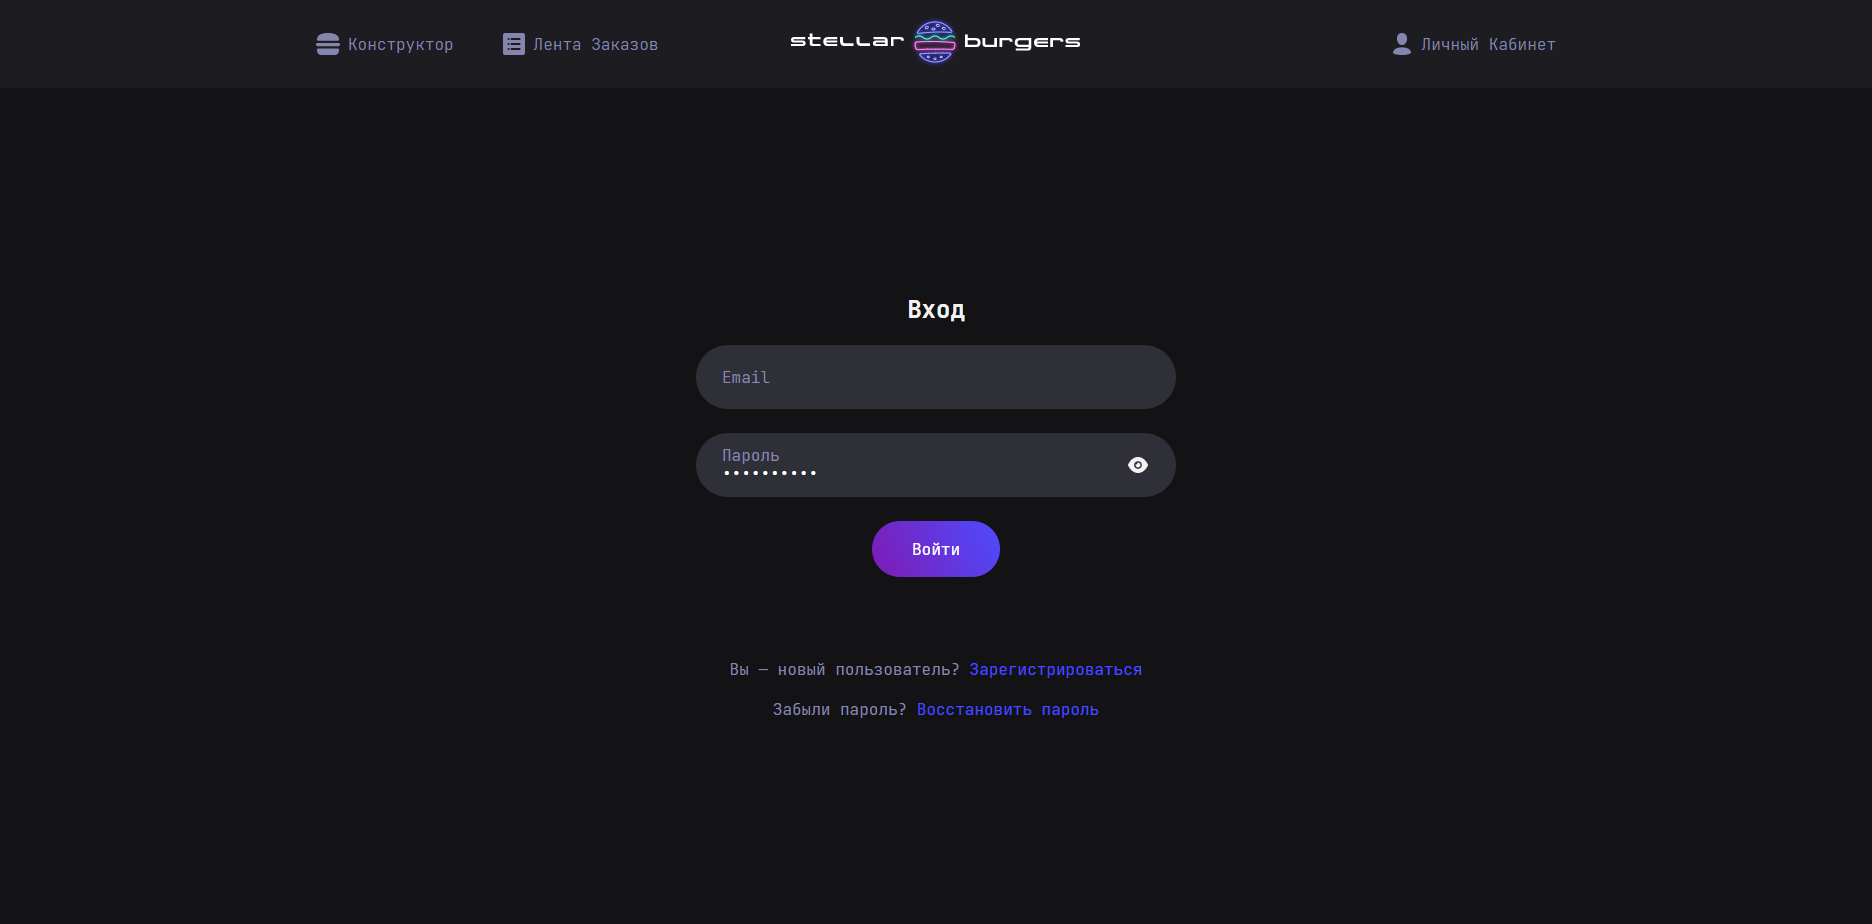 Конструктор
Лента Заказов
stellar burgers
Личный Кабинет
Вход
Email
Пароль
••••••••••
Войти
Вы — новый пользователь? Зарегистрироваться
Забыли пароль? Восстановить пароль